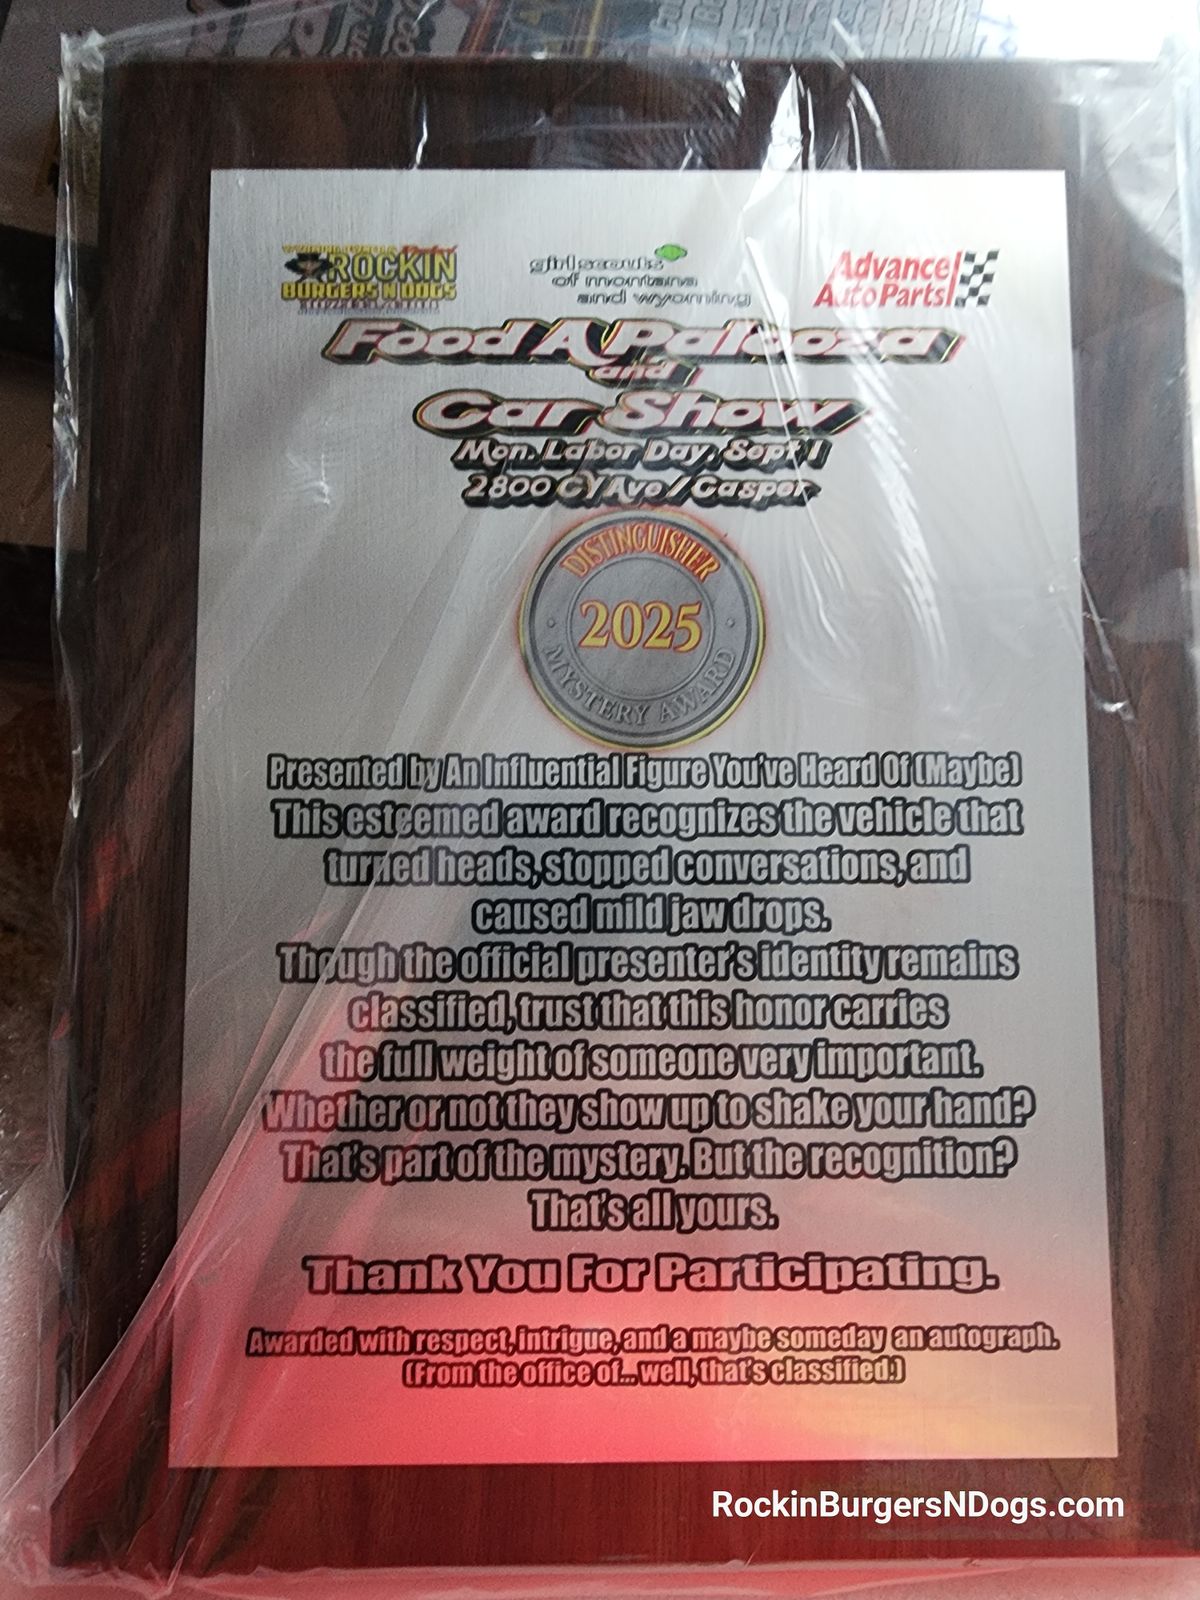 ROCKIN
BURGERS N DOGS
girl scouts
of montana
and wyoming
Advance
Auto Parts
Food A Palooza
and
Car Show
Mon. Labor Day, Sept 1
2800 CY Ave / Casper
DISTINGUISHER
2025
MYSTERY AWARD
Presented by An Influential Figure You've Heard Of (Maybe)
This esteemed award recognizes the vehicle that
turned heads, stopped conversations, and
caused mild jaw drops.
Though the official presenter's identity remains
classified, trust that this honor carries
the full weight of someone very important.
Whether or not they show up to shake your hand?
That's part of the mystery. But the recognition?
That's all yours.
Thank You For Participating.
Awarded with respect, intrigue, and a maybe someday an autograph.
(From the office of... well, that's classified.)
RockinBurgersNDogs.com